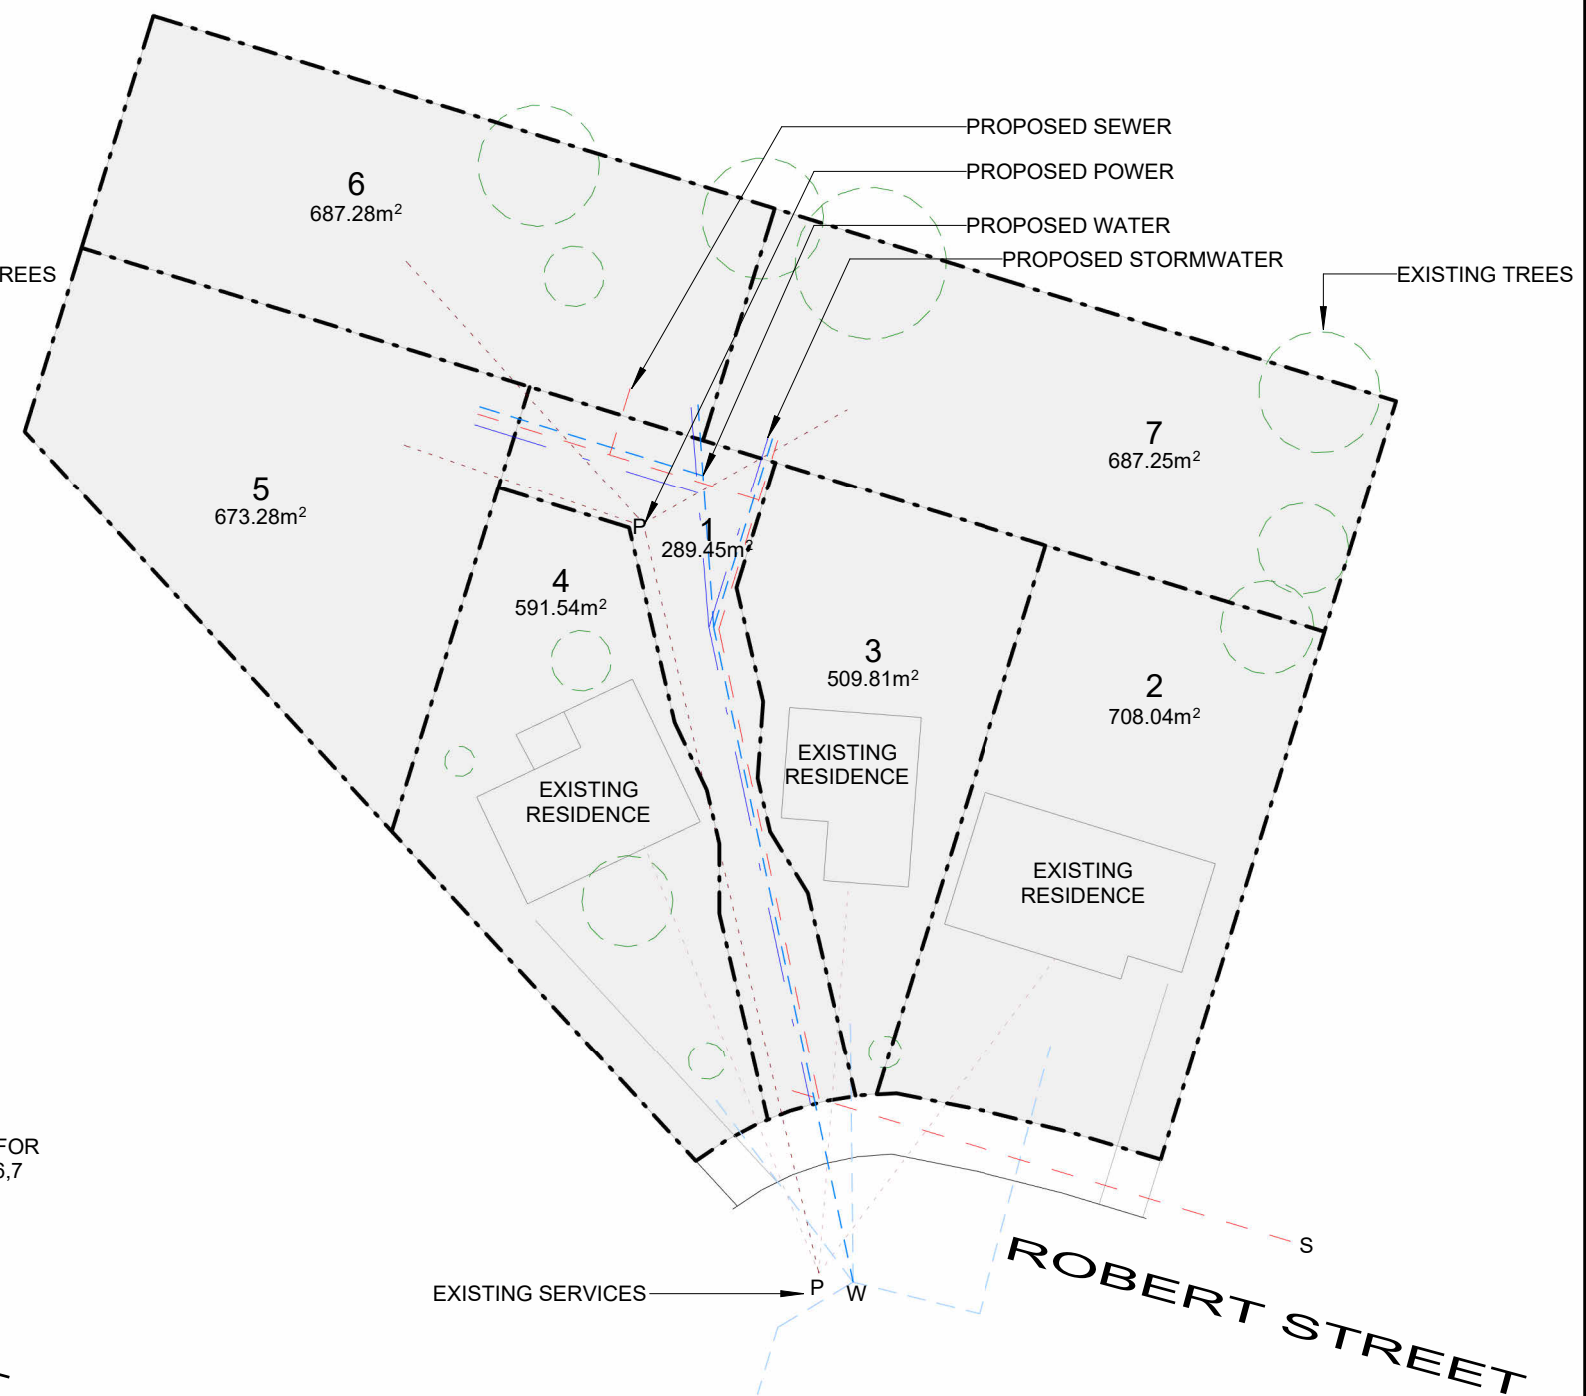 PROPOSED SEWER
PROPOSED POWER
6
687.28m²
PROPOSED WATER
PROPOSED STORMWATER
REES
EXISTING TREES
7
687.25m²
5
673.28m²
P
1
289.45m²
4
591.54m²
3
509.81m²
2
708.04m²
EXISTING
RESIDENCE
EXISTING
RESIDENCE
EXISTING
RESIDENCE
FOR
6,7
S
ROBERT STREET
EXISTING SERVICES
P
W